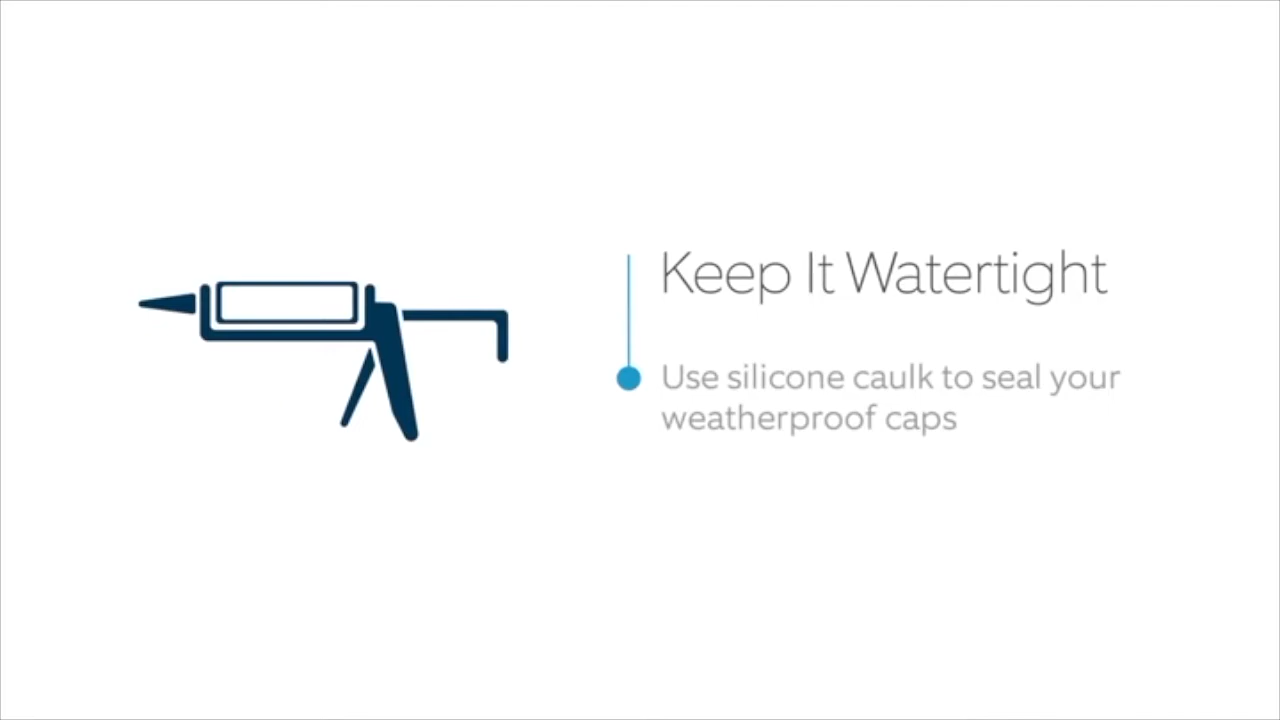 Keep It Watertight
Use silicone caulk to seal your
weatherproof caps